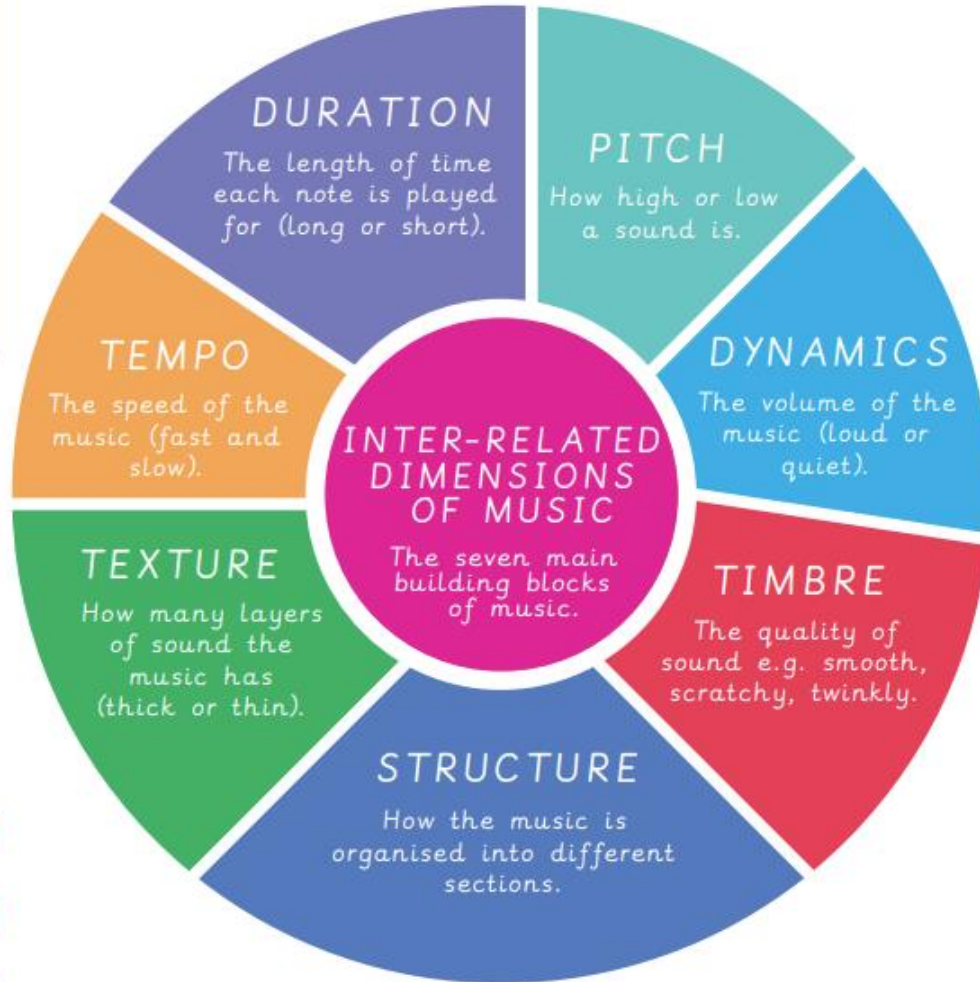 DURATION
The length of time
each note is played
for (long or short).
PITCH
How high or low
a sound is.
DYNAMICS
The volume of the
music (loud or
quiet).
TIMBRE
The quality of
sound e.g. smooth,
scratchy, twinkly.
STRUCTURE
How the music is
organised into different
sections.
TEXTURE
How many layers
of sound the
music has
(thick or thin).
TEMPO
The speed of the
music (fast and
slow).
INTER-RELATED
DIMENSIONS
OF MUSIC
The seven main
building blocks
of music.